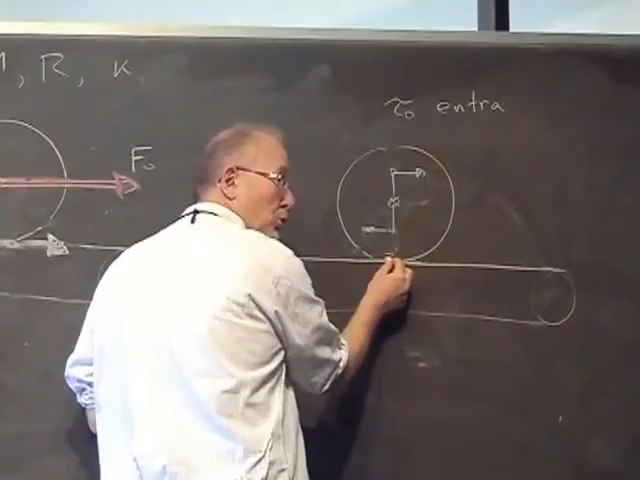 , R, κ
F₀
τ₀ entra